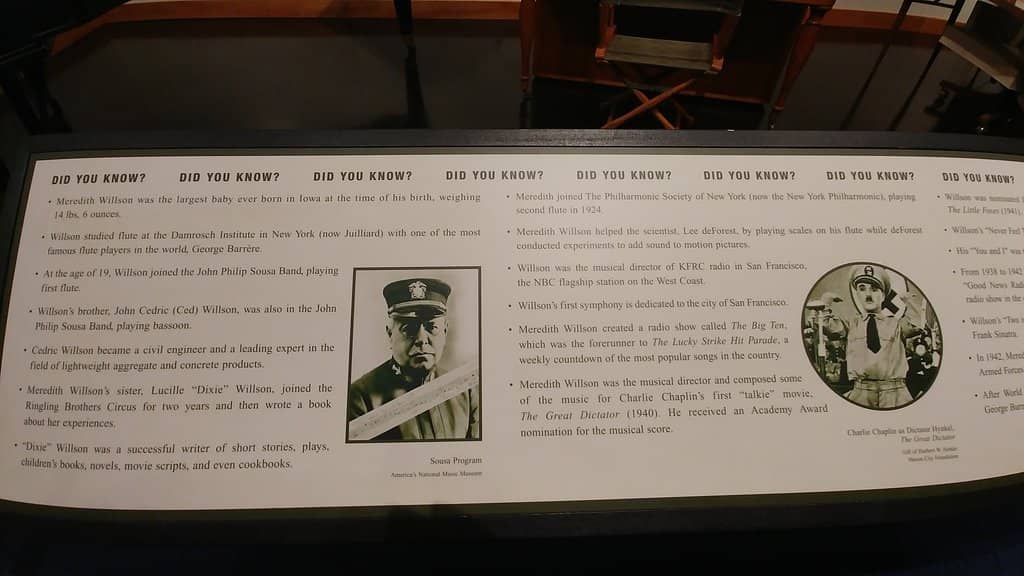 DID YOU KNOW? DID YOU KNOW? DID YOU KNOW? DID YOU KNOW? DID YOU KNOW? DID YOU KNOW? DID YOU KNOW? DID YOU KNOW?
• Meredith Willson was the largest baby ever born in Iowa at the time of his birth, weighing
14 lbs, 6 ounces.
• Willson studied flute at the Damrosch Institute in New York (now Juilliard) with one of the most
famous flute players in the world, George Barrère.
• At the age of 19, Willson joined the John Philip Sousa Band, playing
first flute.
• Willson's brother, John Cedric (Ced) Willson, was also in the John
Philip Sousa Band, playing bassoon.
• Cedric Willson became a civil engineer and a leading expert in the
field of lightweight aggregate and concrete products.
• Meredith Willson's sister, Lucille "Dixie" Willson, joined the
Ringling Brothers Circus for two years and then wrote a book
about her experiences.
• "Dixie" Willson was a successful writer of short stories, plays,
children's books, novels, movie scripts, and even cookbooks.
Sousa Program
America's National Music Museum
• Meredith joined The Philharmonic Society of New York (now the New York Philharmonic), playing
second flute in 1924.
• Meredith Willson helped the scientist, Lee deForest, by playing scales on his flute while deForest
conducted experiments to add sound to motion pictures.
• Willson was the musical director of KFRC radio in San Francisco,
the NBC flagship station on the West Coast.
• Willson's first symphony is dedicated to the city of San Francisco.
• Meredith Willson created a radio show called The Big Ten,
which was the forerunner to The Lucky Strike Hit Parade, a
weekly countdown of the most popular songs in the country.
• Meredith Willson was the musical director and composed some
of the music for Charlie Chaplin's first "talkie" movie,
The Great Dictator (1940). He received an Academy Award
nomination for the musical score.
Charlie Chaplin as Dictator Hynkel,
The Great Dictator
Gift of
Mason City Foundation
• Willson was nominated
The Little Foxes (1941).
• Willson's "Never Feel
• His "You and I" was
• From 1938 to 1942
"Good News Radio
radio show in the
• Willson's "Two
Frank Sinatra.
• In 1942,
Armed Forces
• After World
George